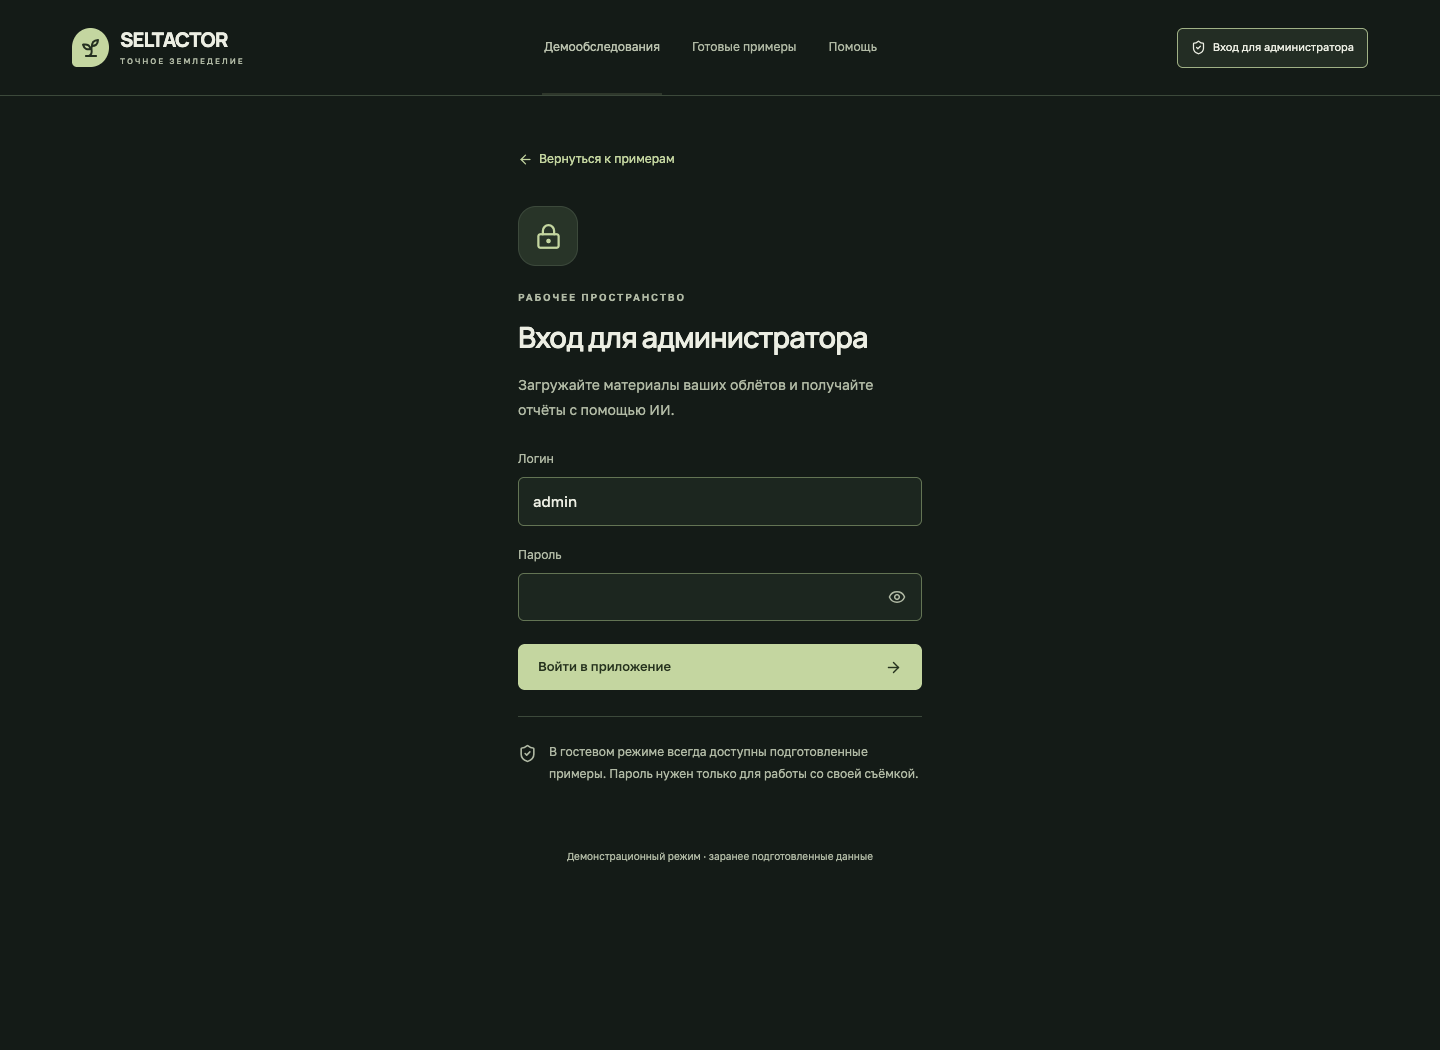 SELTACTOR
ТОЧНОЕ ЗЕМЛЕДЕЛИЕ
Демообследования
Готовые примеры
Помощь
Вход для администратора
Вернуться к примерам
РАБОЧЕЕ ПРОСТРАНСТВО
Вход для администратора
Загружайте материалы ваших облётов и получайте
отчёты с помощью ИИ.
Логин
admin
Пароль
Войти в приложение
В гостевом режиме всегда доступны подготовленные
примеры. Пароль нужен только для работы со своей съёмкой.
Демонстрационный режим · заранее подготовленные данные